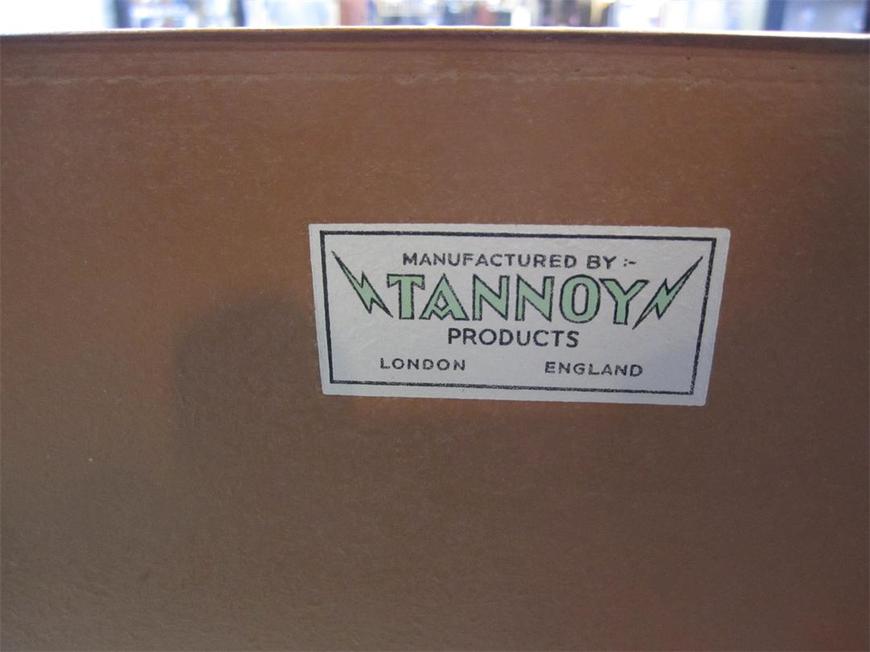 MANUFACTURED BY :-
TANNOY
PRODUCTS
LONDON ENGLAND